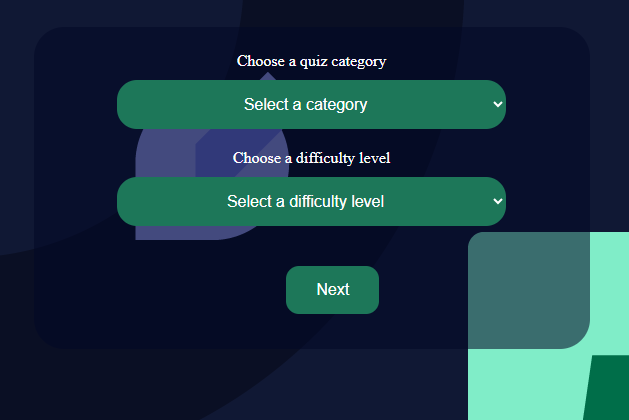 Choose a quiz category
Select a category
Choose a difficulty level
Select a difficulty level
Next